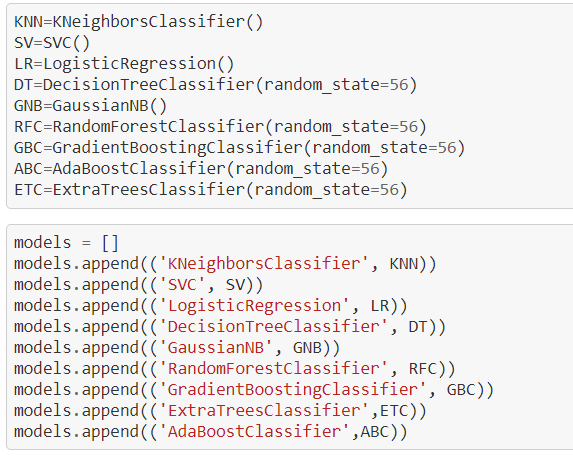 KNN=KNeighborsClassifier()
SV=SVC()
LR=LogisticRegression()
DT=DecisionTreeClassifier(random_state=56)
GNB=GaussianNB()
RFC=RandomForestClassifier(random_state=56)
GBC=GradientBoostingClassifier(random_state=56)
ABC=AdaBoostClassifier(random_state=56)
ETC=ExtraTreesClassifier(random_state=56)
models = []
models.append(('KNeighborsClassifier', KNN))
models.append(('SVC', SV))
models.append(('LogisticRegression', LR))
models.append(('DecisionTreeClassifier', DT))
models.append(('GaussianNB', GNB))
models.append(('RandomForestClassifier', RFC))
models.append(('GradientBoostingClassifier', GBC))
models.append(('ExtraTreesClassifier',ETC))
models.append(('AdaBoostClassifier',ABC))